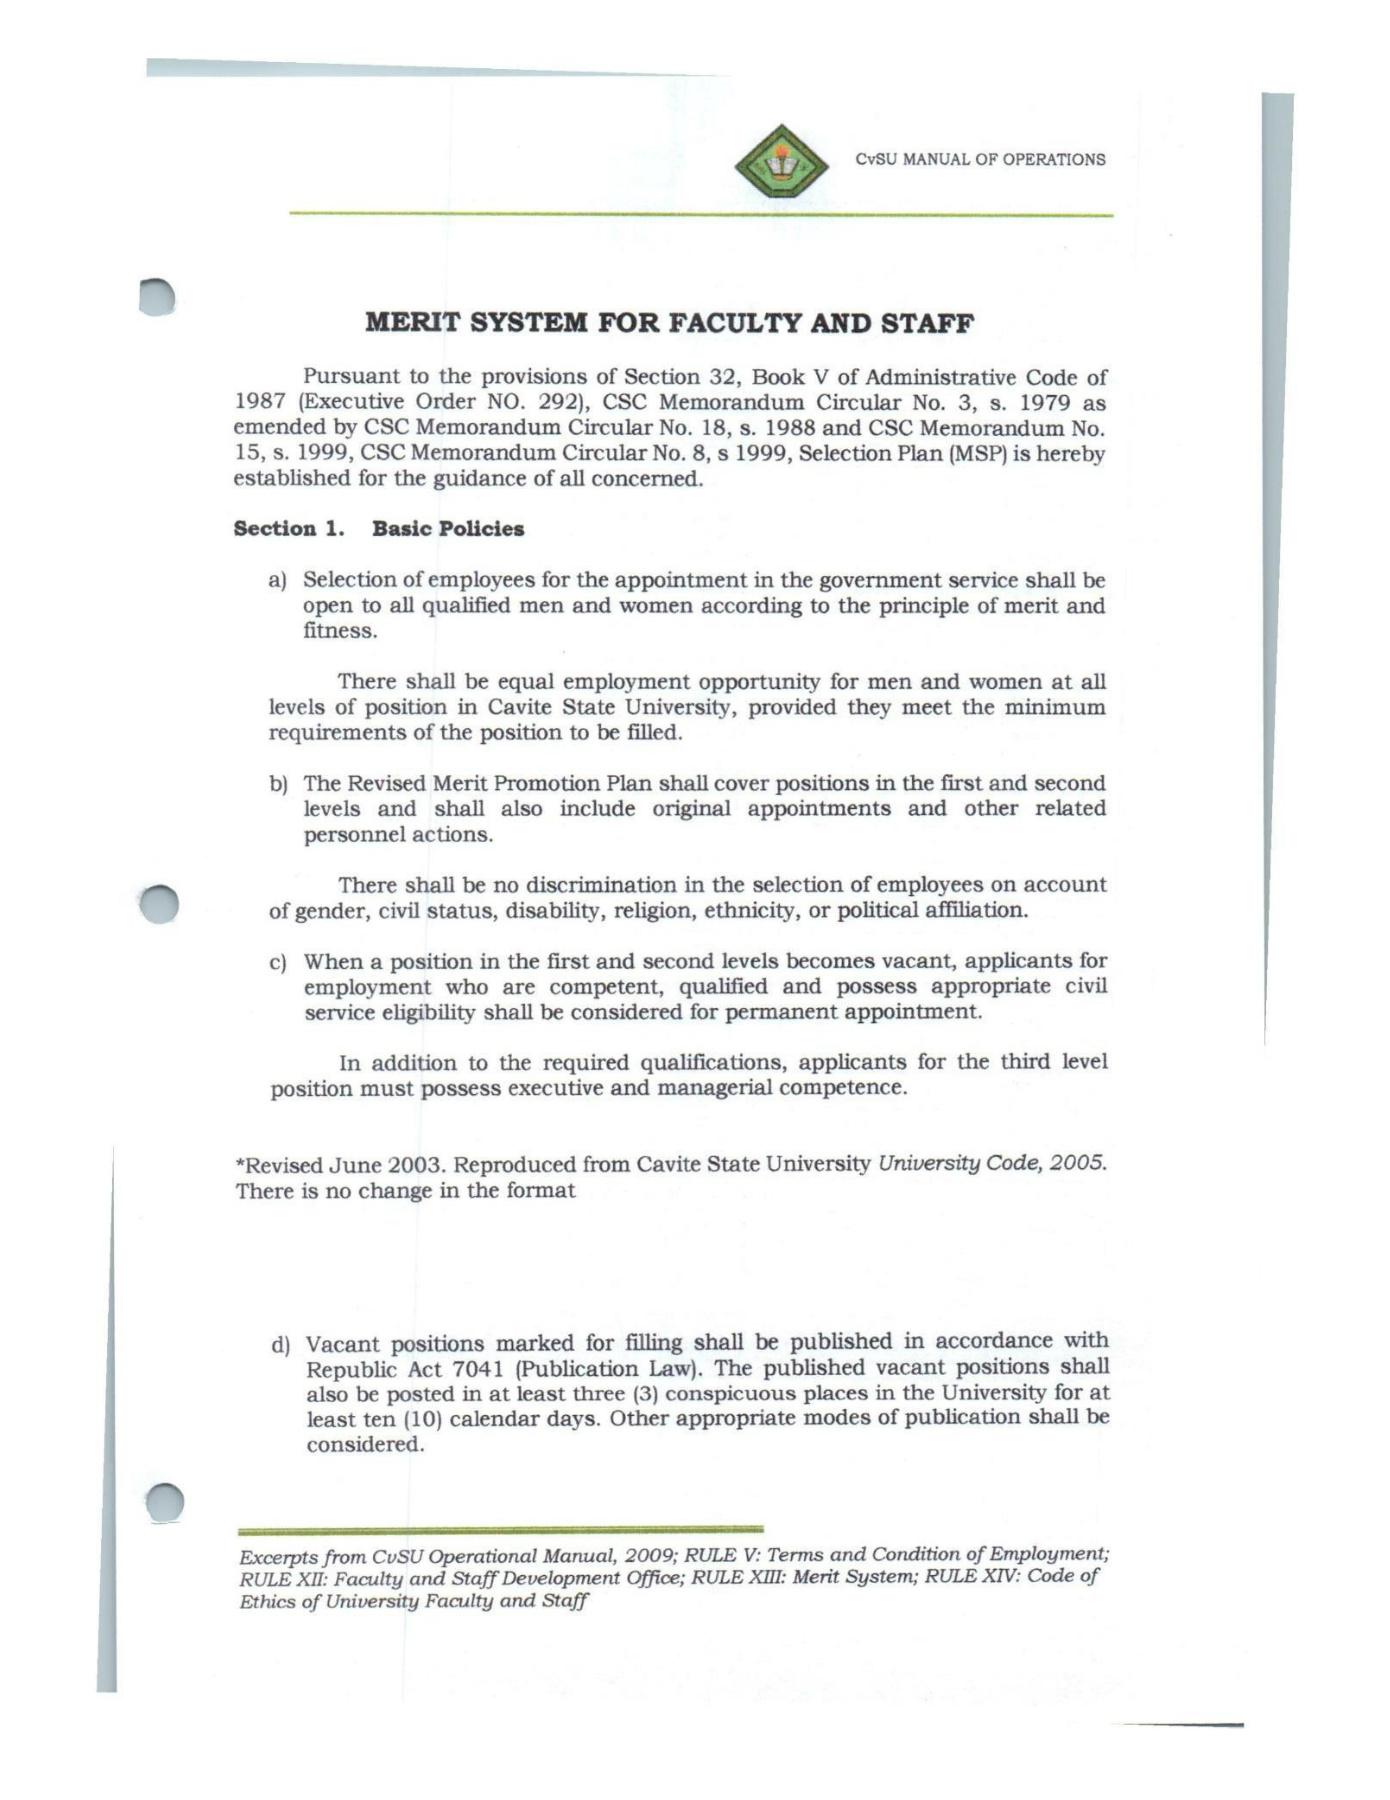 CvSU MANUAL OF OPERATIONS
MERIT SYSTEM FOR FACULTY AND STAFF
Pursuant to the provisions of Section 32, Book V of Administrative Code of
1987 (Executive Order NO. 292), CSC Memorandum Circular No. 3, s. 1979 as
emended by CSC Memorandum Circular No. 18, s. 1988 and CSC Memorandum No.
15, s. 1999, CSC Memorandum Circular No. 8, s 1999, Selection Plan (MSP) is hereby
established for the guidance of all concerned.
Section 1. Basic Policies
a) Selection of employees for the appointment in the government service shall be
open to all qualified men and women according to the principle of merit and
fitness.
There shall be equal employment opportunity for men and women at all
levels of position in Cavite State University, provided they meet the minimum
requirements of the position to be filled.
b) The Revised Merit Promotion Plan shall cover positions in the first and second
levels and shall also include original appointments and other related
personnel actions.
There shall be no discrimination in the selection of employees on account
of gender, civil status, disability, religion, ethnicity, or political affiliation.
c) When a position in the first and second levels becomes vacant, applicants for
employment who are competent, qualified and possess appropriate civil
service eligibility shall be considered for permanent appointment.
In addition to the required qualifications, applicants for the third level
position must possess executive and managerial competence.
*Revised June 2003. Reproduced from Cavite State University University Code, 2005.
There is no change in the format
d) Vacant positions marked for filling shall be published in accordance with
Republic Act 7041 (Publication Law). The published vacant positions shall
also be posted in at least three (3) conspicuous places in the University for at
least ten (10) calendar days. Other appropriate modes of publication shall be
considered.
Excerpts from CvSU Operational Manual, 2009; RULE V: Terms and Condition of Employment;
RULE XII: Faculty and Staff Development Office; RULE XIII: Merit System; RULE XIV: Code of
Ethics of University Faculty and Staff